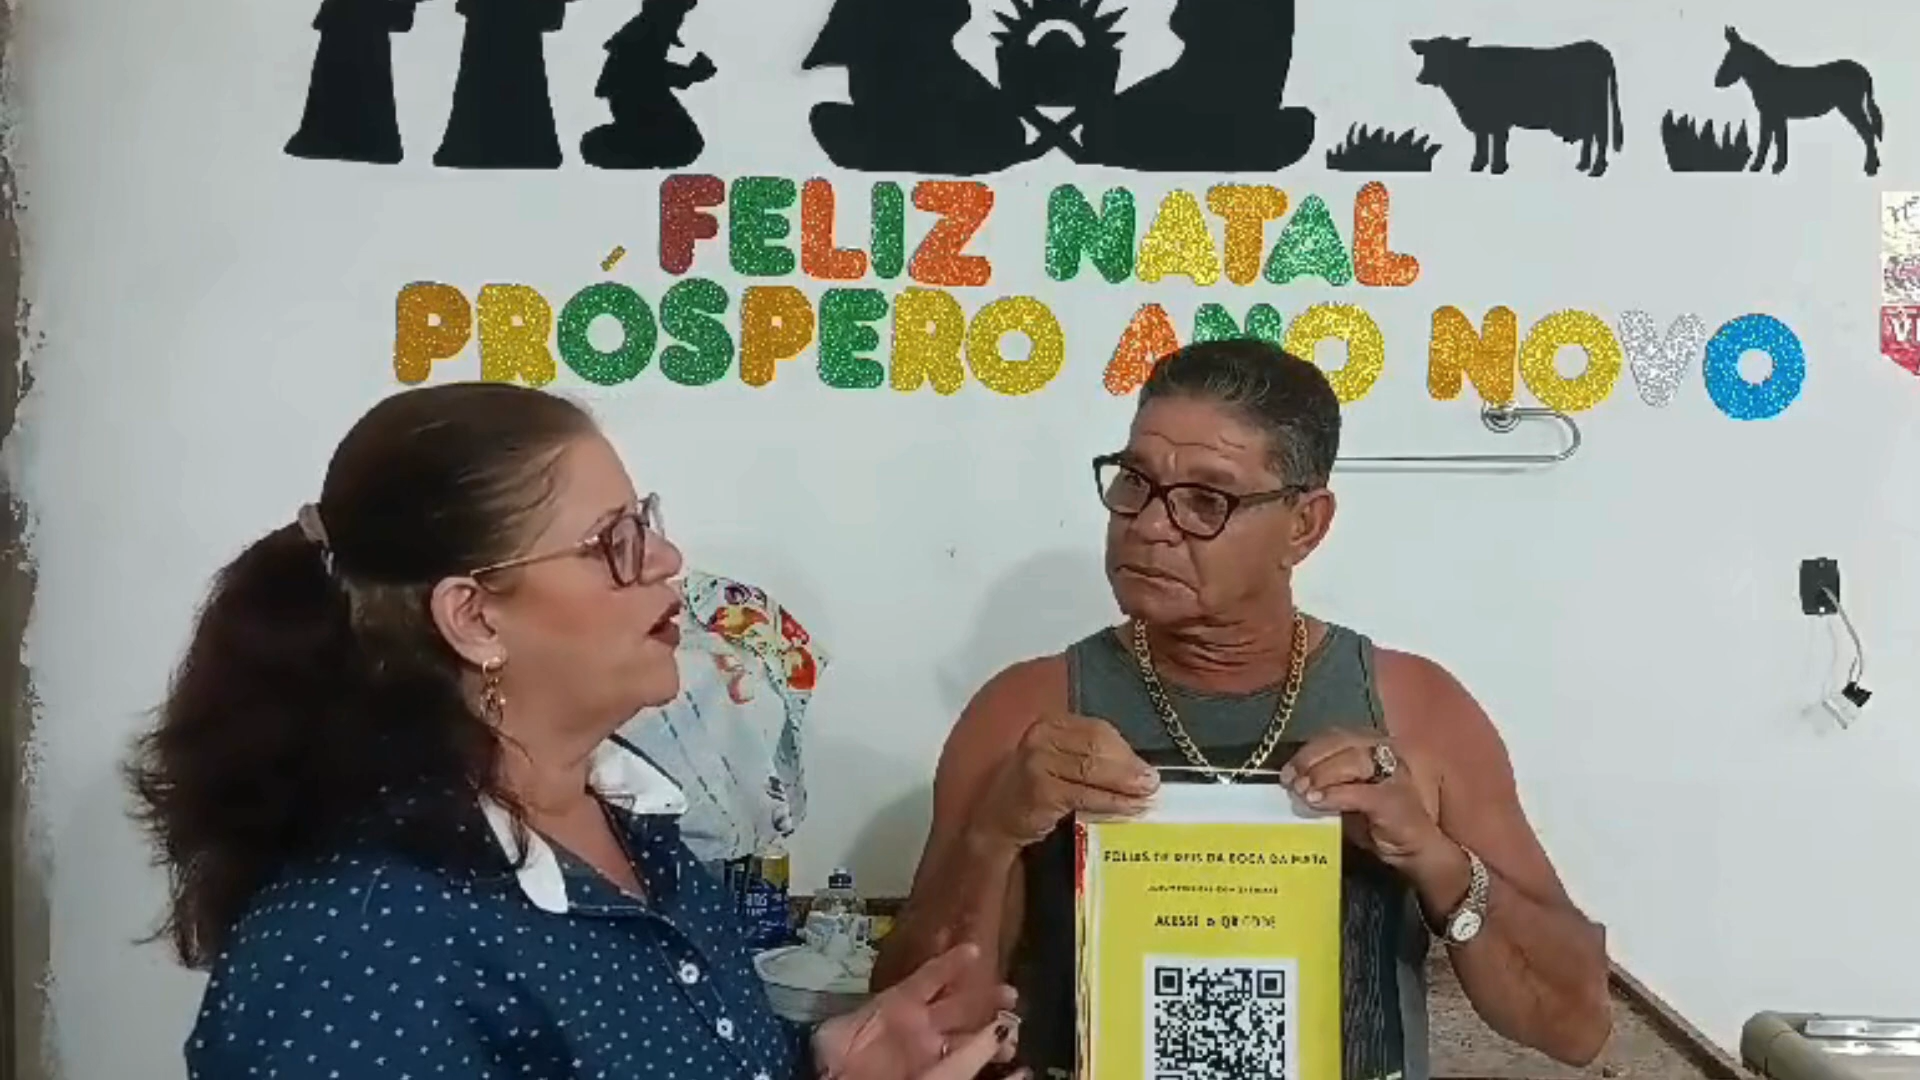 FELIZ NATAL
PRÓSPERO ANO NOVO
FOLIAS DE REIS DA BOCA DA MATA
ACESSE o QR CODE